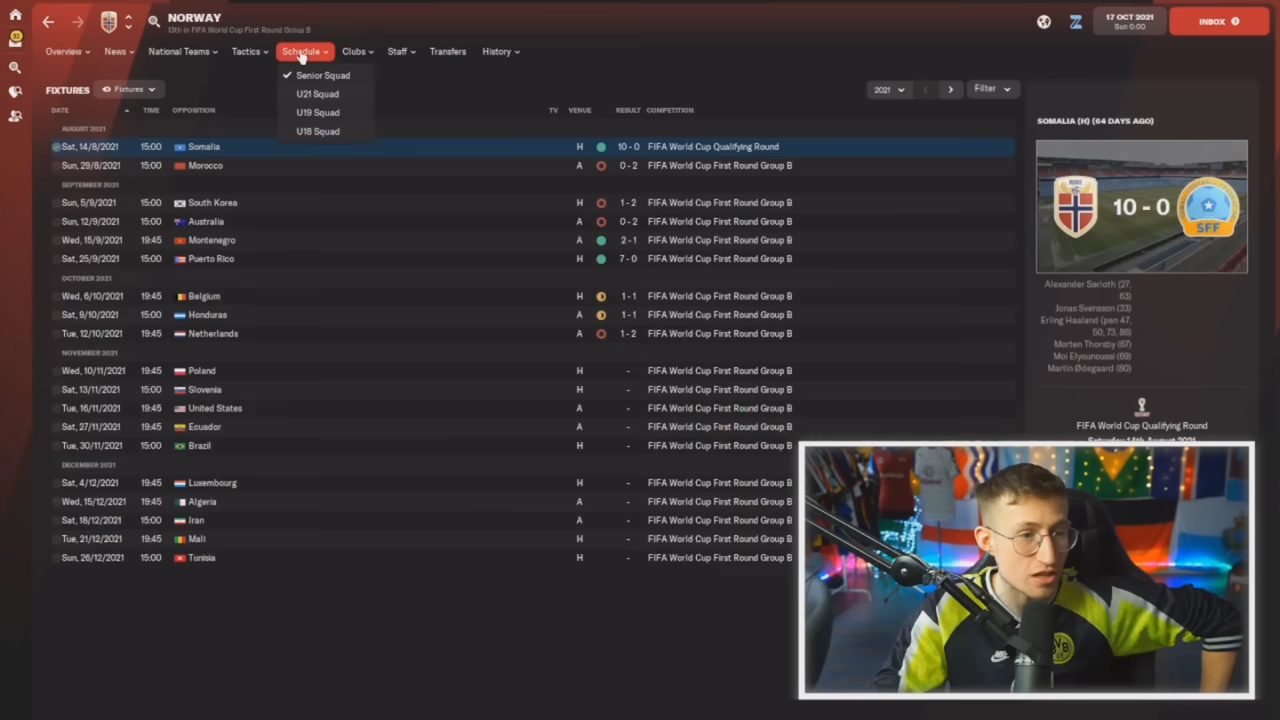 NORWAY
13th in FIFA World Cup First Round Group B
17 OCT 2021
Sun 0:00
INBOX
Overview
News
National Teams
Tactics
Schedule
Clubs
Staff
Transfers
History
Senior Squad
U21 Squad
U19 Squad
U18 Squad
FIXTURES Fixtures 2021 Filter
DATE TIME OPPOSITION TV VENUE RESULT COMPETITION
AUGUST 2021
Sat, 14/8/2021 15:00 Somalia H 10 - 0 FIFA World Cup Qualifying Round
Sun, 29/8/2021 15:00 Morocco A 0 - 2 FIFA World Cup First Round Group B
SEPTEMBER 2021
Sun, 5/9/2021 15:00 South Korea H 1 - 2 FIFA World Cup First Round Group B
Sun, 12/9/2021 15:00 Australia A 0 - 2 FIFA World Cup First Round Group B
Wed, 15/9/2021 19:45 Montenegro A 2 - 1 FIFA World Cup First Round Group B
Sat, 25/9/2021 15:00 Puerto Rico H 7 - 0 FIFA World Cup First Round Group B
OCTOBER 2021
Wed, 6/10/2021 19:45 Belgium H 1 - 1 FIFA World Cup First Round Group B
Sat, 9/10/2021 15:00 Honduras A 1 - 1 FIFA World Cup First Round Group B
Tue, 12/10/2021 19:45 Netherlands A 1 - 2 FIFA World Cup First Round Group B
NOVEMBER 2021
Wed, 10/11/2021 19:45 Poland H - FIFA World Cup First Round Group B
Sat, 13/11/2021 15:00 Slovenia H - FIFA World Cup First Round Group B
Tue, 16/11/2021 19:45 United States A - FIFA World Cup First Round Group B
Sat, 27/11/2021 19:45 Ecuador A - FIFA World Cup First Round Group B
Tue, 30/11/2021 19:45 Brazil H - FIFA World Cup First Round Group B
DECEMBER 2021
Sat, 4/12/2021 19:45 Luxembourg H - FIFA World Cup First Round Group B
Wed, 15/12/2021 19:45 Algeria A - FIFA World Cup First Round Group B
Sat, 18/12/2021 15:00 Iran A - FIFA World Cup First Round Group B
Tue, 21/12/2021 19:45 Mali H - FIFA World Cup First Round Group B
Sun, 26/12/2021 15:00 Tunisia H - FIFA World Cup First Round Group B
SOMALIA (H) (64 DAYS AGO)
10 - 0
SFF
Alexander Sørloth (27,
63)
Jonas Svensson (33)
Erling Haaland (pen 47,
50, 73, 86)
Morten Thorsby (67)
Moi Elyounoussi (69)
Martin Ødegaard (80)
FIFA World Cup Qualifying Round
Saturday 14th August 2021
BVB
09